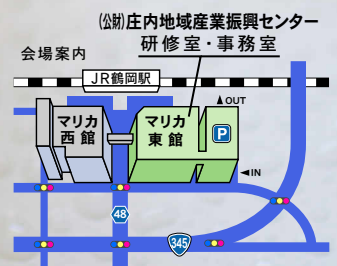 (公財)庄内地域産業振興センター
研修室・事務室
会場案内
JR鶴岡駅
▲OUT
マリカ
西館
マリカ
東館
P
◀IN
48
345